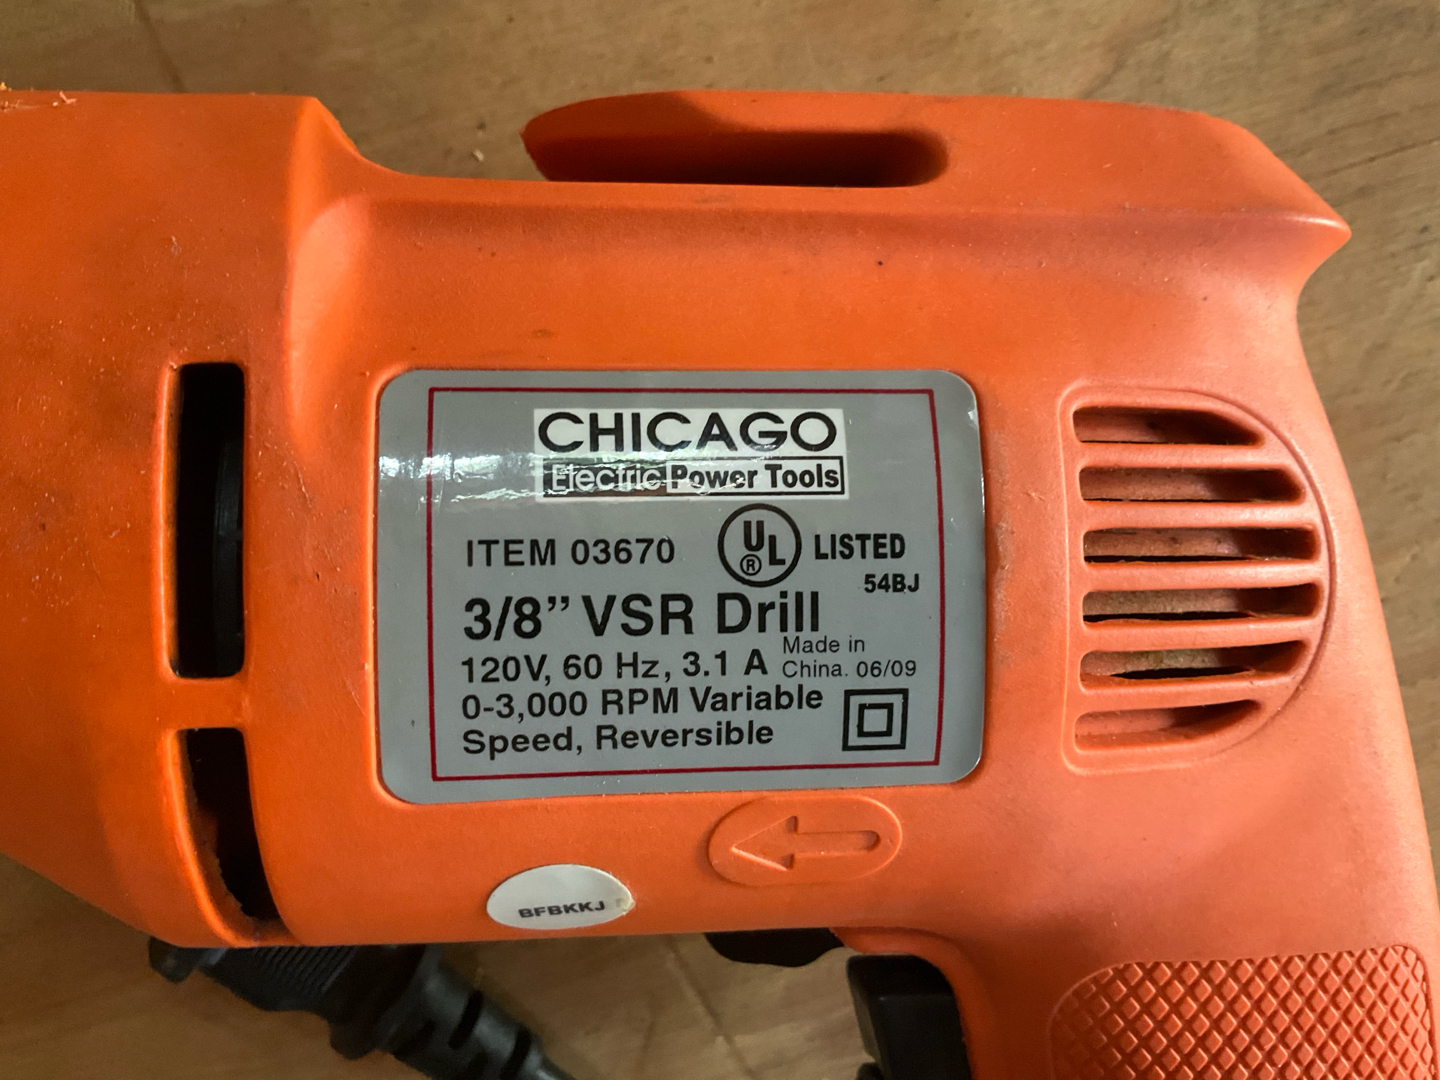 CHICAGO
Electric Power Tools
ITEM 03670
UL ® LISTED
54BJ
3/8” VSR Drill
120V, 60 Hz, 3.1 A
Made in
China. 06/09
0-3,000 RPM Variable
Speed, Reversible
BFBKKJ